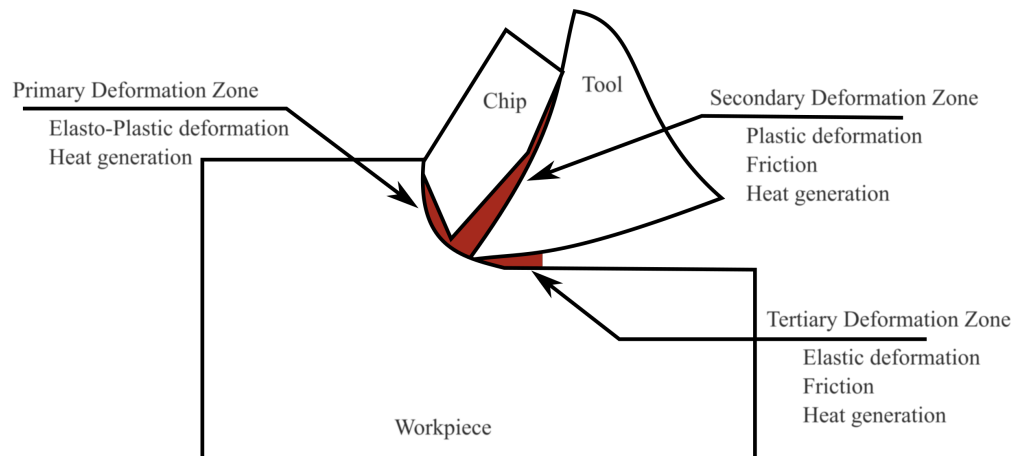 Primary Deformation Zone
Elasto-Plastic deformation
Heat generation
Chip
Tool
Secondary Deformation Zone
Plastic deformation
Friction
Heat generation
Tertiary Deformation Zone
Elastic deformation
Friction
Heat generation
Workpiece